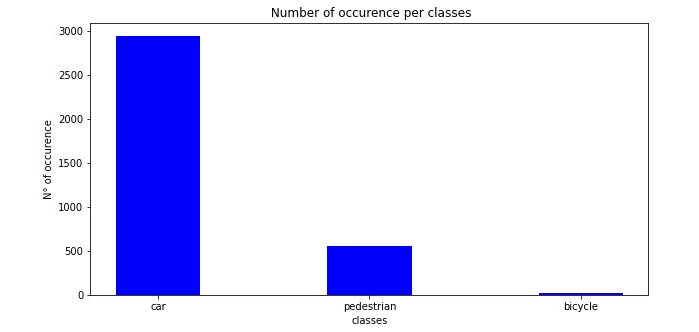 Number of occurence per classes
3000
2500
2000
1500
1000
500
0
N° of occurence
car pedestrian bicycle
classes